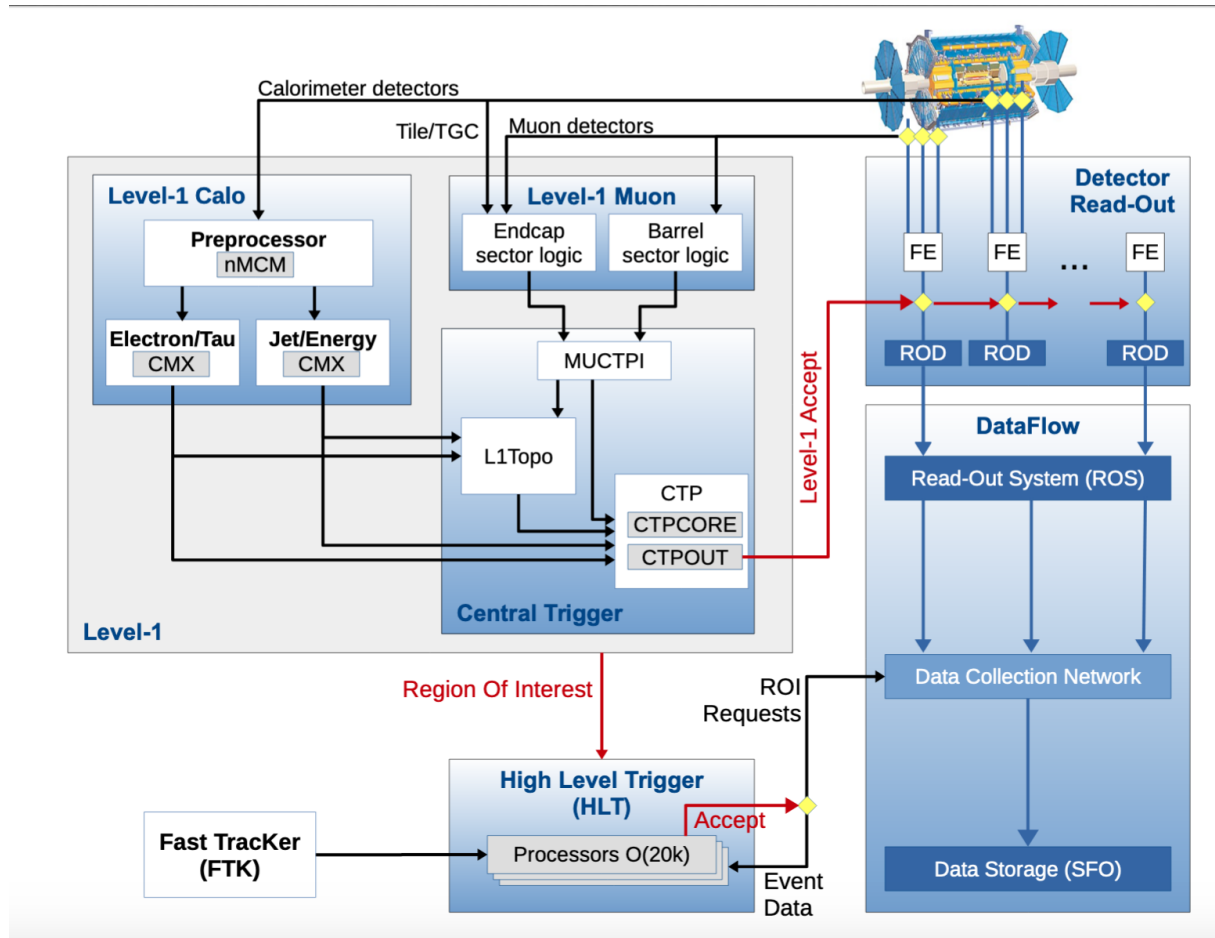 Calorimeter detectors
Tile/TGC
Muon detectors
Level-1 Calo
Preprocessor
nMCM
Electron/Tau
CMX
Jet/Energy
CMX
Level-1 Muon
Endcap
sector logic
Barrel
sector logic
MUCTPI
L1Topo
CTP
CTPCORE
CTPOUT
Central Trigger
Level-1
Level-1 Accept
Detector
Read-Out
FE
FE
...
FE
ROD
ROD
ROD
DataFlow
Read-Out System (ROS)
Data Collection Network
Data Storage (SFO)
Region Of Interest
ROI
Requests
High Level Trigger
(HLT)
Accept
Processors O(20k)
Event
Data
Fast TracKer
(FTK)